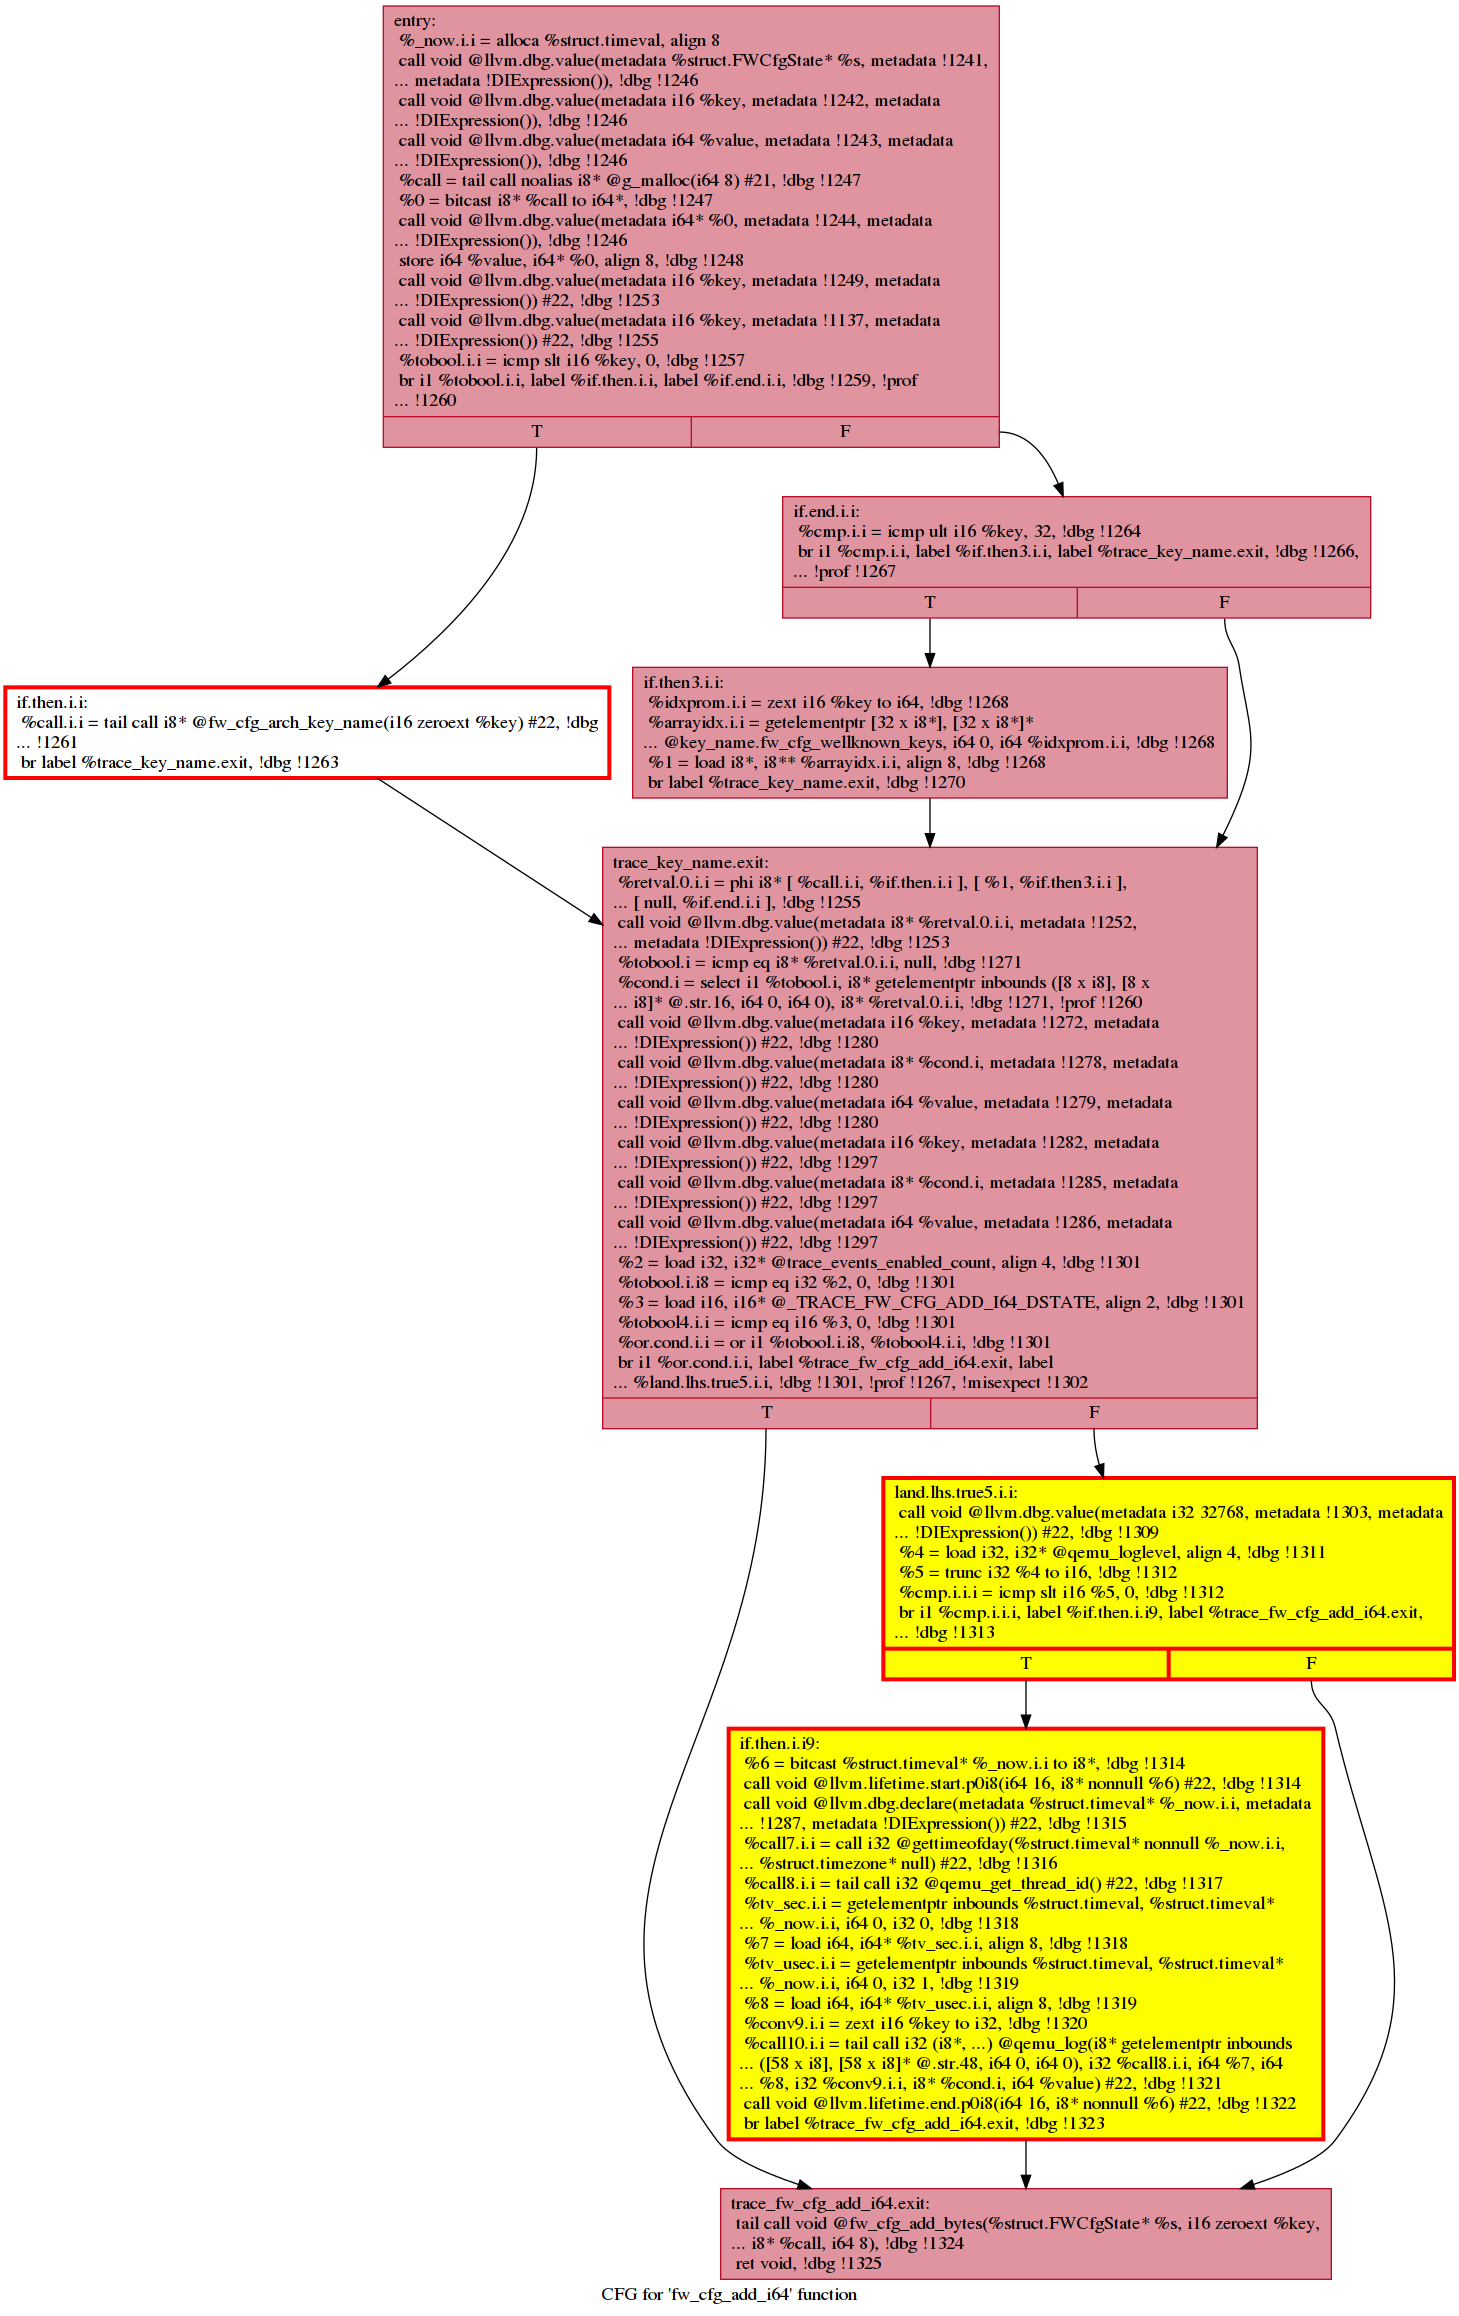 entry:
%_now.i.i = alloca %struct.timeval, align 8
call void @llvm.dbg.value(metadata %struct.FWCfgState* %s, metadata !1241,
... metadata !DIExpression()), !dbg !1246
call void @llvm.dbg.value(metadata i16 %key, metadata !1242, metadata
... !DIExpression()), !dbg !1246
call void @llvm.dbg.value(metadata i64 %value, metadata !1243, metadata
... !DIExpression()), !dbg !1246
%call = tail call noalias i8* @g_malloc(i64 8) #21, !dbg !1247
%0 = bitcast i8* %call to i64*, !dbg !1247
call void @llvm.dbg.value(metadata i64* %0, metadata !1244, metadata
... !DIExpression()), !dbg !1246
store i64 %value, i64* %0, align 8, !dbg !1248
call void @llvm.dbg.value(metadata i16 %key, metadata !1249, metadata
... !DIExpression()) #22, !dbg !1253
call void @llvm.dbg.value(metadata i16 %key, metadata !1137, metadata
... !DIExpression()) #22, !dbg !1255
%tobool.i.i = icmp slt i16 %key, 0, !dbg !1257
br i1 %tobool.i.i, label %if.then.i.i, label %if.end.i.i, !dbg !1259, !prof
... !1260
T F
if.end.i.i:
%cmp.i.i = icmp ult i16 %key, 32, !dbg !1264
br i1 %cmp.i.i, label %if.then3.i.i, label %trace_key_name.exit, !dbg !1266,
... !prof !1267
T F
if.then.i.i:
%call.i.i = tail call i8* @fw_cfg_arch_key_name(i16 zeroext %key) #22, !dbg
... !1261
br label %trace_key_name.exit, !dbg !1263
if.then3.i.i:
%idxprom.i.i = zext i16 %key to i64, !dbg !1268
%arrayidx.i.i = getelementptr [32 x i8*], [32 x i8*]*
... @key_name.fw_cfg_wellknown_keys, i64 0, i64 %idxprom.i.i, !dbg !1268
%1 = load i8*, i8** %arrayidx.i.i, align 8, !dbg !1268
br label %trace_key_name.exit, !dbg !1270
trace_key_name.exit:
%retval.0.i.i = phi i8* [ %call.i.i, %if.then.i.i ], [ %1, %if.then3.i.i ],
... [ null, %if.end.i.i ], !dbg !1255
call void @llvm.dbg.value(metadata i8* %retval.0.i.i, metadata !1252,
... metadata !DIExpression()) #22, !dbg !1253
%tobool.i = icmp eq i8* %retval.0.i.i, null, !dbg !1271
%cond.i = select i1 %tobool.i, i8* getelementptr inbounds ([8 x i8], [8 x
... i8]* @.str.16, i64 0, i64 0), i8* %retval.0.i.i, !dbg !1271, !prof !1260
call void @llvm.dbg.value(metadata i16 %key, metadata !1272, metadata
... !DIExpression()) #22, !dbg !1280
call void @llvm.dbg.value(metadata i8* %cond.i, metadata !1278, metadata
... !DIExpression()) #22, !dbg !1280
call void @llvm.dbg.value(metadata i64 %value, metadata !1279, metadata
... !DIExpression()) #22, !dbg !1280
call void @llvm.dbg.value(metadata i16 %key, metadata !1282, metadata
... !DIExpression()) #22, !dbg !1297
call void @llvm.dbg.value(metadata i8* %cond.i, metadata !1285, metadata
... !DIExpression()) #22, !dbg !1297
call void @llvm.dbg.value(metadata i64 %value, metadata !1286, metadata
... !DIExpression()) #22, !dbg !1297
%2 = load i32, i32* @trace_events_enabled_count, align 4, !dbg !1301
%tobool.i.i8 = icmp eq i32 %2, 0, !dbg !1301
%3 = load i16, i16* @_TRACE_FW_CFG_ADD_I64_DSTATE, align 2, !dbg !1301
%tobool4.i.i = icmp eq i16 %3, 0, !dbg !1301
%or.cond.i.i = or i1 %tobool.i.i8, %tobool4.i.i, !dbg !1301
br i1 %or.cond.i.i, label %trace_fw_cfg_add_i64.exit, label
... %land.lhs.true5.i.i, !dbg !1301, !prof !1267, !misexpect !1302
T F
land.lhs.true5.i.i:
call void @llvm.dbg.value(metadata i32 32768, metadata !1303, metadata
... !DIExpression()) #22, !dbg !1309
%4 = load i32, i32* @qemu_loglevel, align 4, !dbg !1311
%5 = trunc i32 %4 to i16, !dbg !1312
%cmp.i.i.i = icmp slt i16 %5, 0, !dbg !1312
br i1 %cmp.i.i.i, label %if.then.i.i9, label %trace_fw_cfg_add_i64.exit,
... !dbg !1313
T F
if.then.i.i9:
%6 = bitcast %struct.timeval* %_now.i.i to i8*, !dbg !1314
call void @llvm.lifetime.start.p0i8(i64 16, i8* nonnull %6) #22, !dbg !1314
call void @llvm.dbg.declare(metadata %struct.timeval* %_now.i.i, metadata
... !1287, metadata !DIExpression()) #22, !dbg !1315
%call7.i.i = call i32 @gettimeofday(%struct.timeval* nonnull %_now.i.i,
... %struct.timezone* null) #22, !dbg !1316
%call8.i.i = tail call i32 @qemu_get_thread_id() #22, !dbg !1317
%tv_sec.i.i = getelementptr inbounds %struct.timeval, %struct.timeval*
... %_now.i.i, i64 0, i32 0, !dbg !1318
%7 = load i64, i64* %tv_sec.i.i, align 8, !dbg !1318
%tv_usec.i.i = getelementptr inbounds %struct.timeval, %struct.timeval*
... %_now.i.i, i64 0, i32 1, !dbg !1319
%8 = load i64, i64* %tv_usec.i.i, align 8, !dbg !1319
%conv9.i.i = zext i16 %key to i32, !dbg !1320
%call10.i.i = tail call i32 (i8*, ...) @qemu_log(i8* getelementptr inbounds
... ([58 x i8], [58 x i8]* @.str.48, i64 0, i64 0), i32 %call8.i.i, i64 %7, i64
... %8, i32 %conv9.i.i, i8* %cond.i, i64 %value) #22, !dbg !1321
call void @llvm.lifetime.end.p0i8(i64 16, i8* nonnull %6) #22, !dbg !1322
br label %trace_fw_cfg_add_i64.exit, !dbg !1323
trace_fw_cfg_add_i64.exit:
tail call void @fw_cfg_add_bytes(%struct.FWCfgState* %s, i16 zeroext %key,
... i8* %call, i64 8), !dbg !1324
ret void, !dbg !1325
CFG for 'fw_cfg_add_i64' function